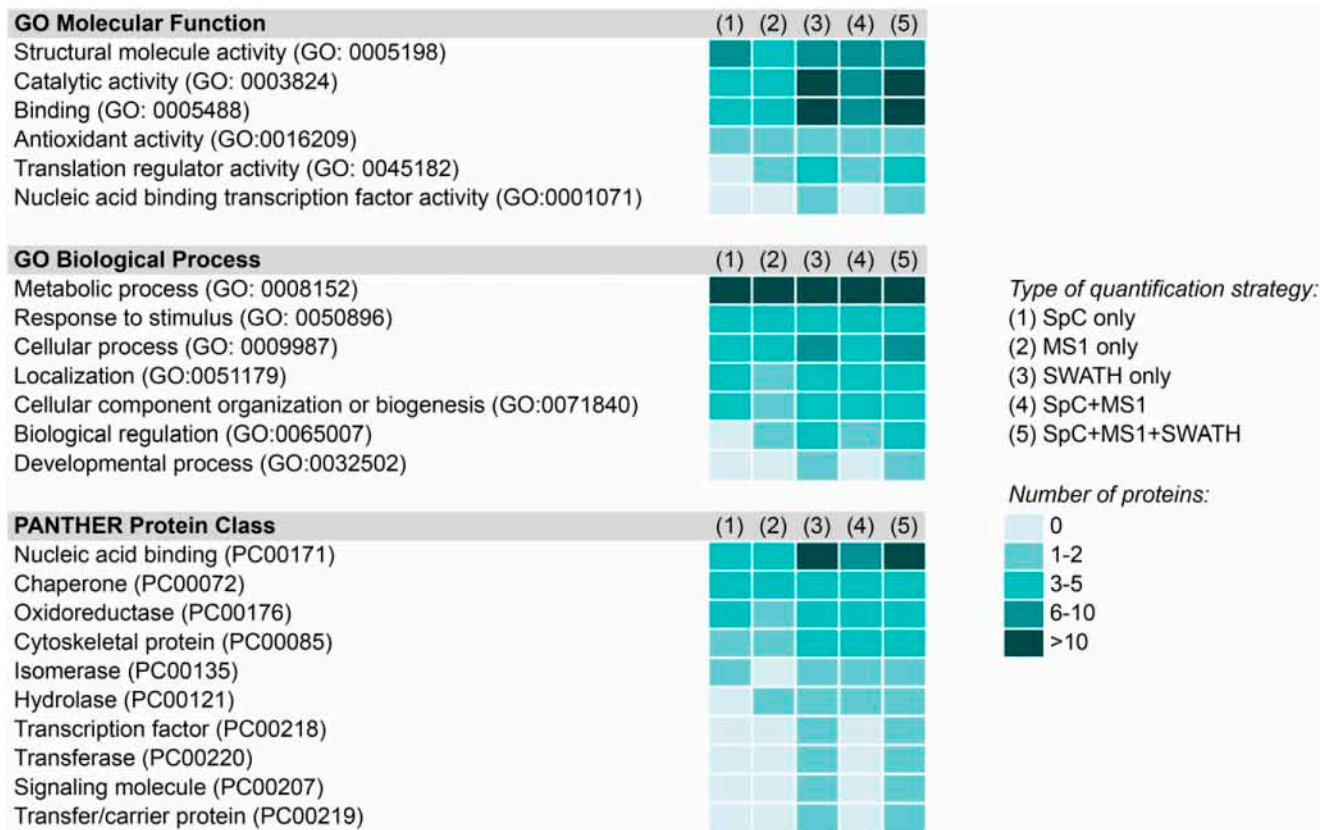 GO Molecular Function (1) (2) (3) (4) (5)
Structural molecule activity (GO: 0005198)
Catalytic activity (GO: 0003824)
Binding (GO: 0005488)
Antioxidant activity (GO:0016209)
Translation regulator activity (GO: 0045182)
Nucleic acid binding transcription factor activity (GO:0001071)
GO Biological Process (1) (2) (3) (4) (5)
Metabolic process (GO: 0008152)
Response to stimulus (GO: 0050896)
Cellular process (GO: 0009987)
Localization (GO:0051179)
Cellular component organization or biogenesis (GO:0071840)
Biological regulation (GO:0065007)
Developmental process (GO:0032502)
PANTHER Protein Class (1) (2) (3) (4) (5)
Nucleic acid binding (PC00171)
Chaperone (PC00072)
Oxidoreductase (PC00176)
Cytoskeletal protein (PC00085)
Isomerase (PC00135)
Hydrolase (PC00121)
Transcription factor (PC00218)
Transferase (PC00220)
Signaling molecule (PC00207)
Transfer/carrier protein (PC00219)
Type of quantification strategy:
(1) SpC only
(2) MS1 only
(3) SWATH only
(4) SpC+MS1
(5) SpC+MS1+SWATH
Number of proteins:
0
1-2
3-5
6-10
>10